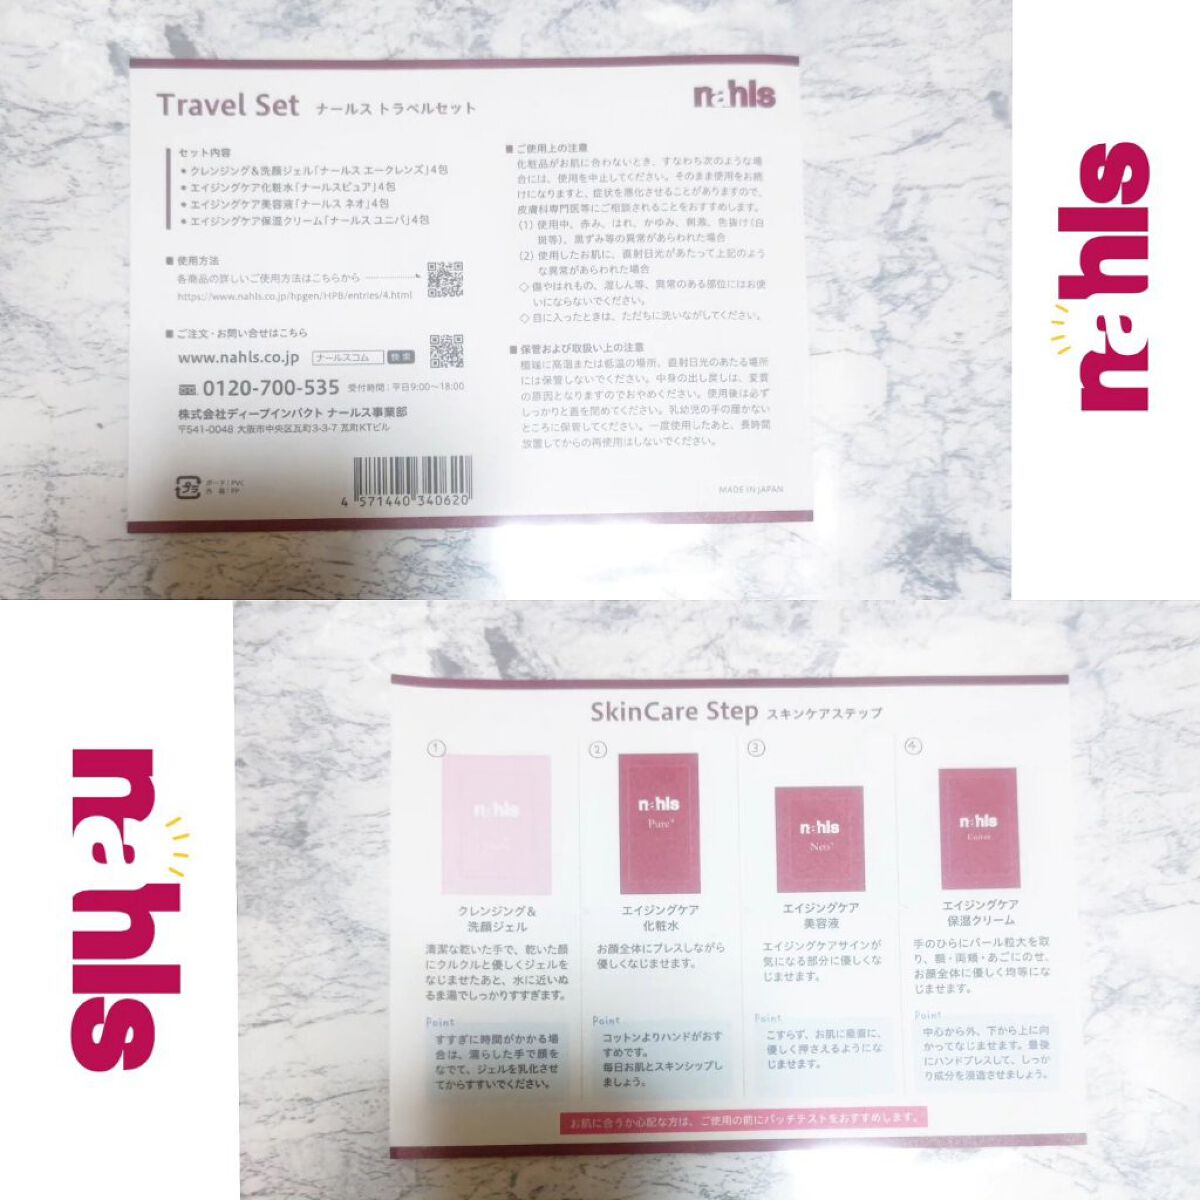 Travel Set ナールス トラベルセット
nahls
セット内容
● クレンジング&洗顔ジェル「ナールス エークレンズ」4包
● エイジングケア化粧水「ナールスピュア」4包
● エイジングケア美容液「ナールス ネオ」4包
● エイジングケア保湿クリーム「ナールス ユニバ」4包
■ 使用方法
各商品の詳しいご使用方法はこちらから
https://www.nahls.co.jp/hpgen/HPB/entries/4.html
■ ご注文・お問い合せはこちら
www.nahls.co.jp ナールスコム 検索
0120-700-535 受付時間:平日9:00〜18:00
株式会社ディープインパクト ナールス事業部
〒541-0048 大阪市中央区瓦町3-3-7 瓦町KTビル
プラ
4 571440 340620
■ ご使用上の注意
化粧品がお肌に合わないとき、すなわち次のような場
合には、使用を中止してください。そのまま使用をお続
けになりますと、症状を悪化させることがありますので、
皮膚科専門医等にご相談されることをおすすめします。
(1) 使用中、赤み、はれ、かゆみ、刺激、色抜け(白
斑等)、黒ずみ等の異常があらわれた場合
(2) 使用したお肌に、直射日光があたって上記のよう
な異常があらわれた場合
◇ 傷やはれもの、湿しん等、異常のある部位にはお使
いにならないでください。
◇ 目に入ったときは、ただちに洗いながしてください。
■ 保管および取扱い上の注意
極端に高温または低温の場所、直射日光のあたる場所
には保管しないでください。中身の出し戻しは、変質
の原因となりますのでおやめください。使用後は必ず
しっかりと蓋を閉めてください。乳幼児の手の届かない
ところに保管してください。一度使用したあと、長時間
放置してからの再使用はしないでください。
MADE IN JAPAN
nahls
nahls
SkinCare Step スキンケアステップ
①
nahls
クレンジング&
洗顔ジェル
清潔な乾いた手で、乾いた顔
にクルクルと優しくジェルを
なじませたあと、水に近いぬ
るま湯でしっかりすすぎます。
Point
すすぎに時間がかかる場
合は、濡らした手で顔を
なでて、ジェルを乳化させ
てからすすいでください。
②
nahls
Pure+
エイジングケア
化粧水
お顔全体にプレスしながら
優しくなじませます。
Point
コットンよりハンドがおす
すめです。
毎日お肌とスキンシップし
ましょう。
③
nahls
エイジングケア
美容液
エイジングケアサインが
気になる部分に優しくな
じませます。
Point
こすらず、お肌に垂直に、
優しく押さえるようにな
じませます。
④
nahls
エイジングケア
保湿クリーム
手のひらにパール粒大を取
り、額・両頬・あごにのせ、
お顔全体に優しく均等にな
じませます。
Point
中心から外、下から上に向
かってなじませます。最後
にハンドプレスして、しっか
り成分を浸透させましょう。
お肌に合うか心配な方は、ご使用の前にパッチテストをおすすめします。